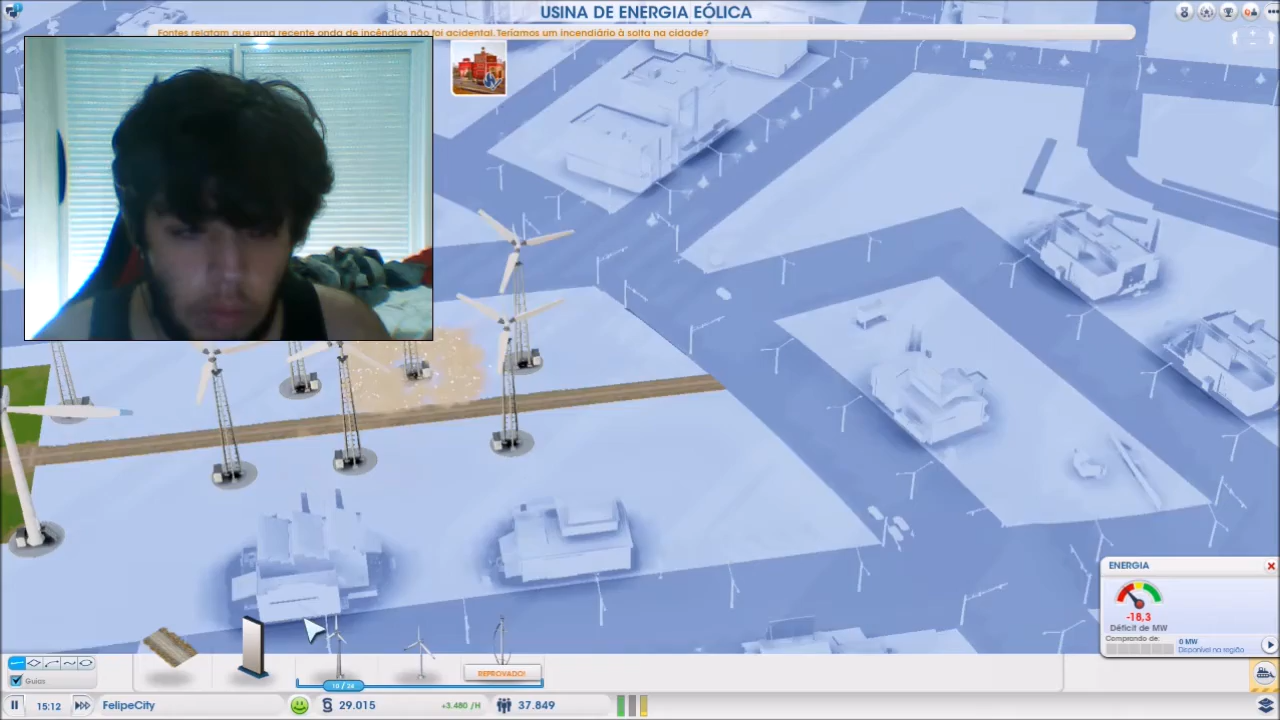 USINA DE ENERGIA EÓLICA
Fontes relatam que uma recente onda de incêndios não foi acidental. Teríamos um incendiário à solta na cidade?
ENERGIA
-18,3
Déficit de MW
Comprando de:
0 MW
Disponível na região
REPROVADO!
10 / 24
Guias
15:12
FelipeCity
29.015
+3.480 /H
37.849